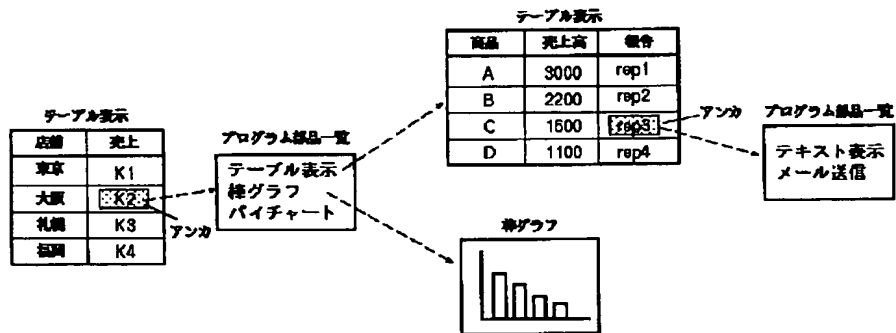 テーブル表示
店舗 売上
東京 K1
大阪 K2
札幌 K3
福岡 K4
アンカ
プログラム部品一覧
テーブル表示
棒グラフ
パイチャート
テーブル表示
商品 売上高 報告
A 3000 rep1
B 2200 rep2
C 1500 rep3
D 1100 rep4
アンカ
プログラム部品一覧
テキスト表示
メール送信
棒グラフ